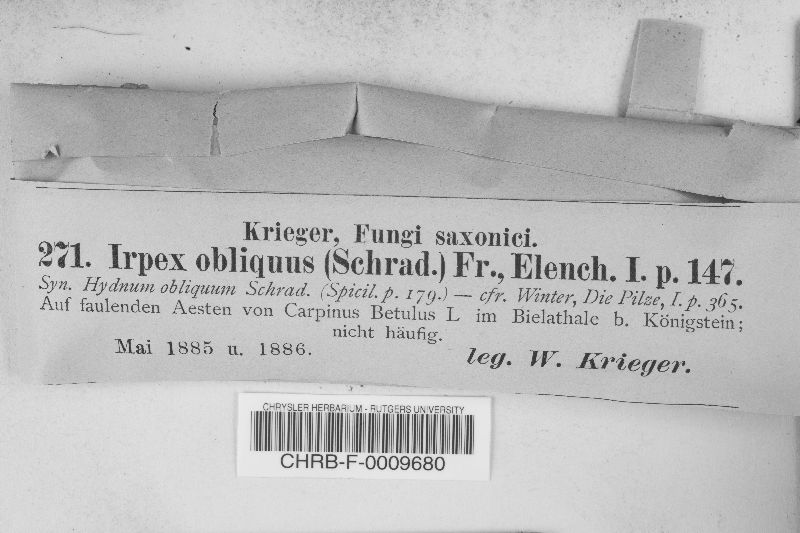 Krieger, Fungi saxonici.
271. Irpex obliquus (Schrad.) Fr., Elench. I. p. 147.
Syn. Hydnum obliquum Schrad. (Spicil. p. 179.) — cfr. Winter, Die Pilze, I. p. 365.
Auf faulenden Aesten von Carpinus Betulus L im Bielathale b. Königstein;
nicht häufig.
Mai 1885 u. 1886.
leg. W. Krieger.
CHRYSLER HERBARIUM - RUTGERS UNIVERSITY
CHRB-F-0009680